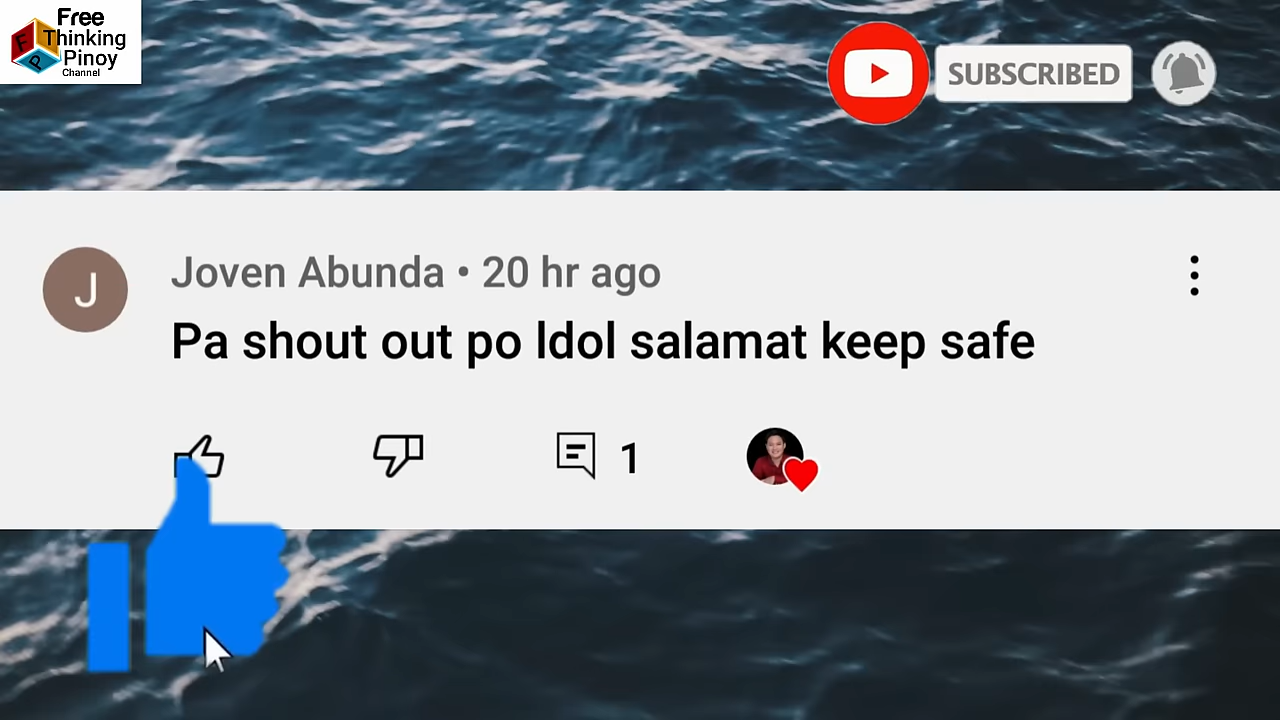 Free
Thinking
Pinoy
Channel
F
T
P
SUBSCRIBED
J
Joven Abunda • 20 hr ago
Pa shout out po Idol salamat keep safe
1